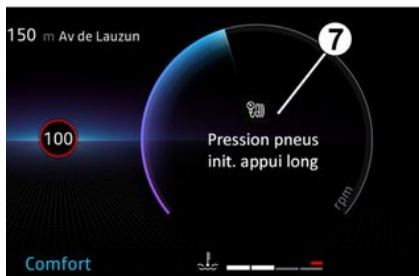 150 m Av de Lauzun
7
100
Pression pneus
init. appui long
rpm
Comfort